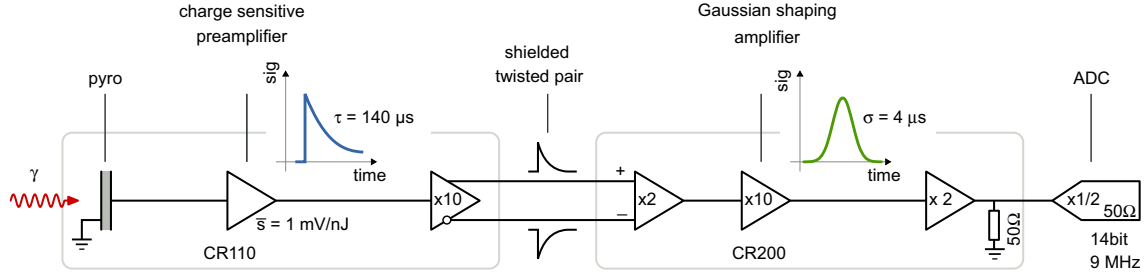 charge sensitive
preamplifier
Gaussian shaping
amplifier
shielded
twisted pair
pyro
sig
τ = 140 µs
time
sig
σ = 4 µs
time
ADC
γ
s̅ = 1 mV/nJ
x10
+
−
x2
x10
x 2
50Ω
x1/2
50Ω
CR110
CR200
14bit
9 MHz